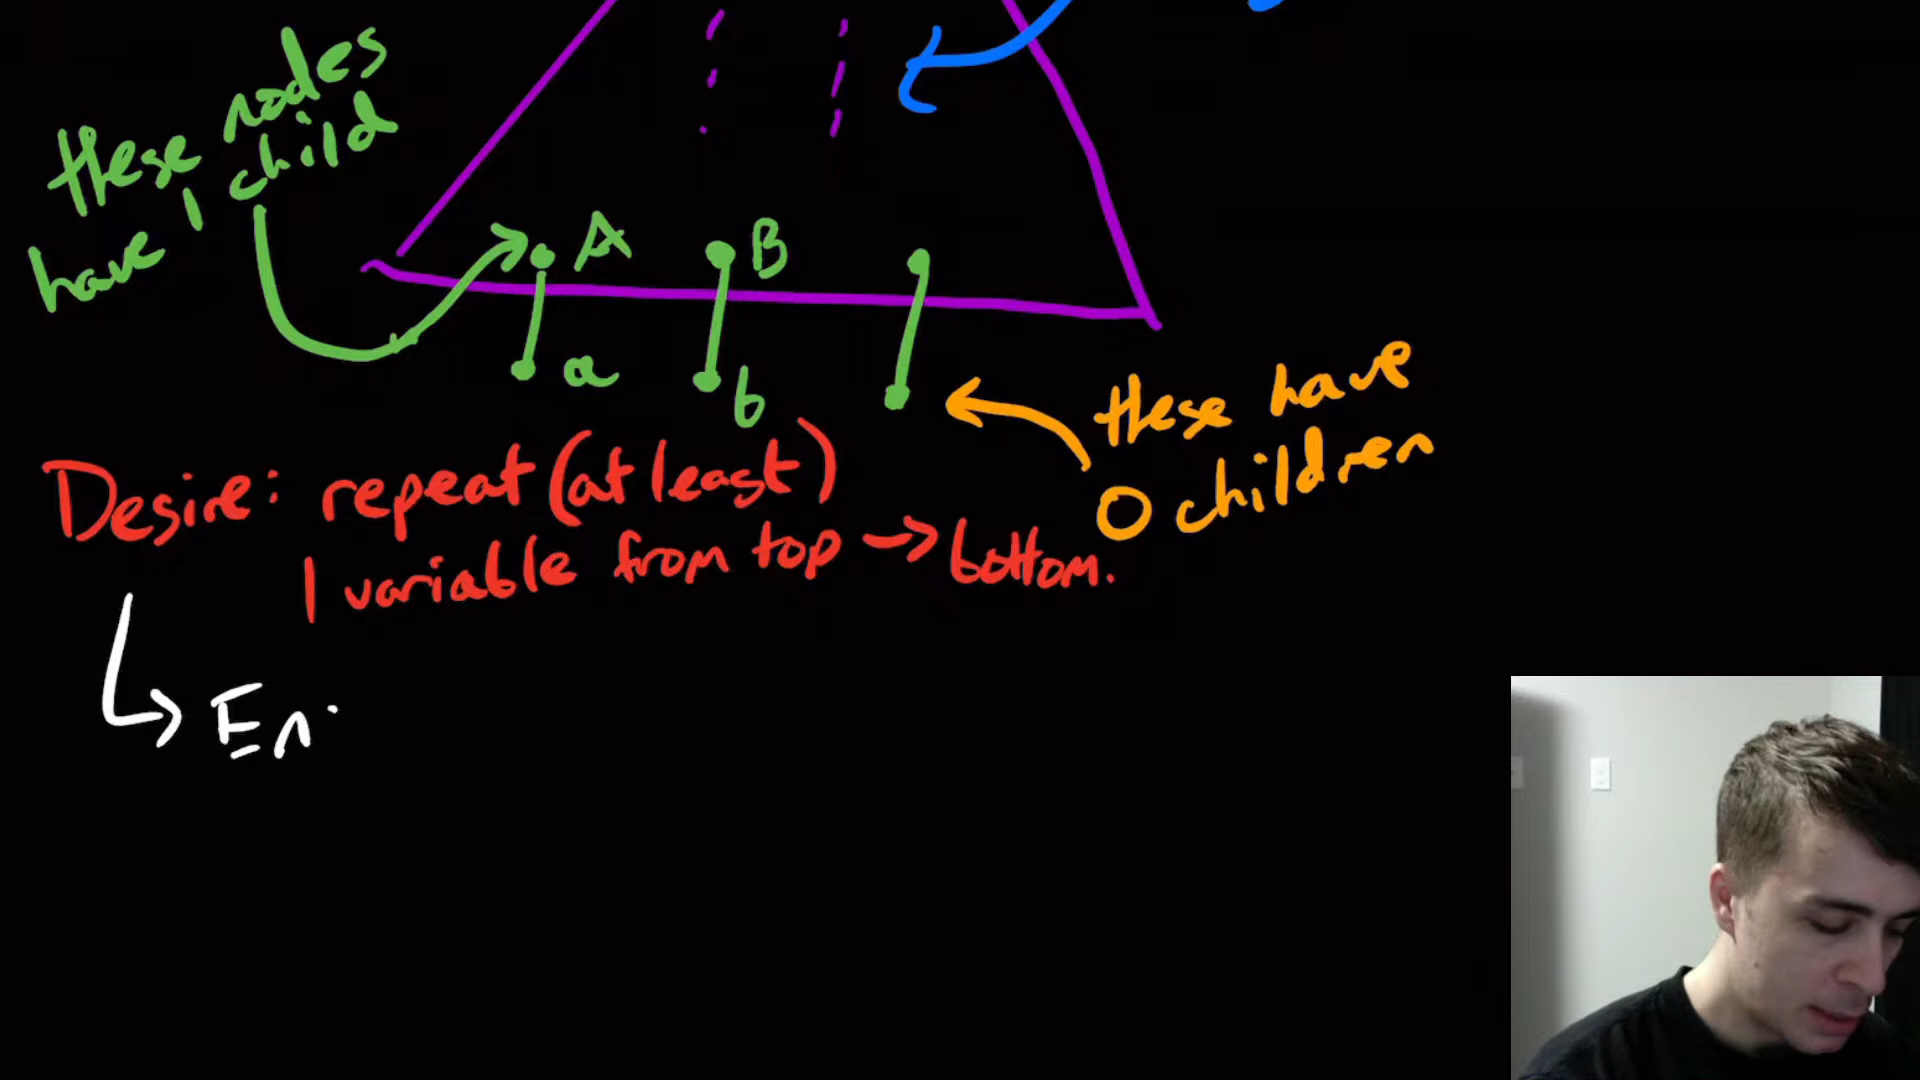 these nodes
have 1 child
A
B
a
b
these have
0 children
Desire: repeat (at least)
1 variable from top → bottom.
↳ En